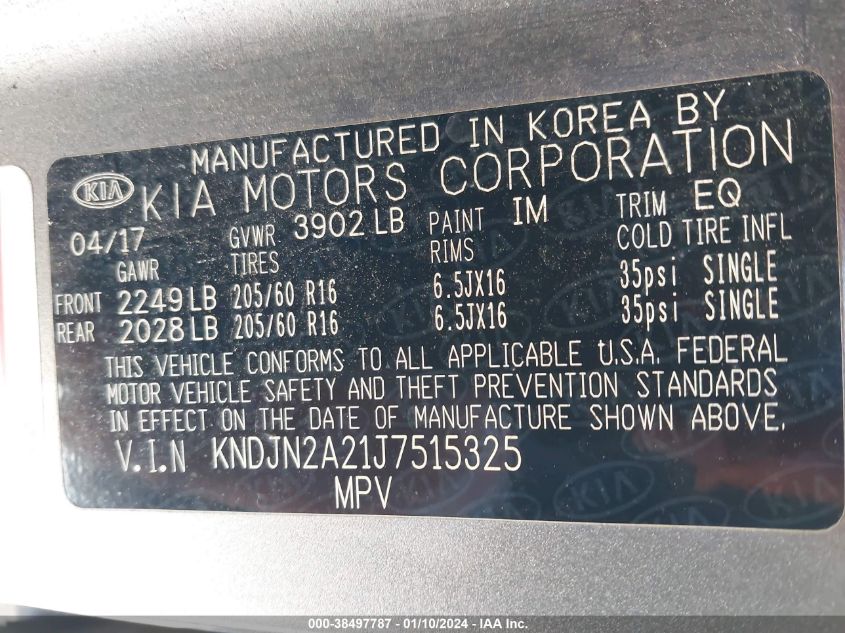 MANUFACTURED IN KOREA BY
KIA KIA MOTORS CORPORATION
04/17 GVWR 3902 LB PAINT IM TRIM EQ
GAWR TIRES RIMS COLD TIRE INFL
FRONT 2249 LB 205/60 R16 6.5JX16 35psi SINGLE
REAR 2028 LB 205/60 R16 6.5JX16 35psi SINGLE
THIS VEHICLE CONFORMS TO ALL APPLICABLE U.S.A. FEDERAL
MOTOR VEHICLE SAFETY AND THEFT PREVENTION STANDARDS
IN EFFECT ON THE DATE OF MANUFACTURE SHOWN ABOVE.
V.I.N KNDJN2A21J7515325
MPV
000-38497787 - 01/10/2024 - IAA Inc.